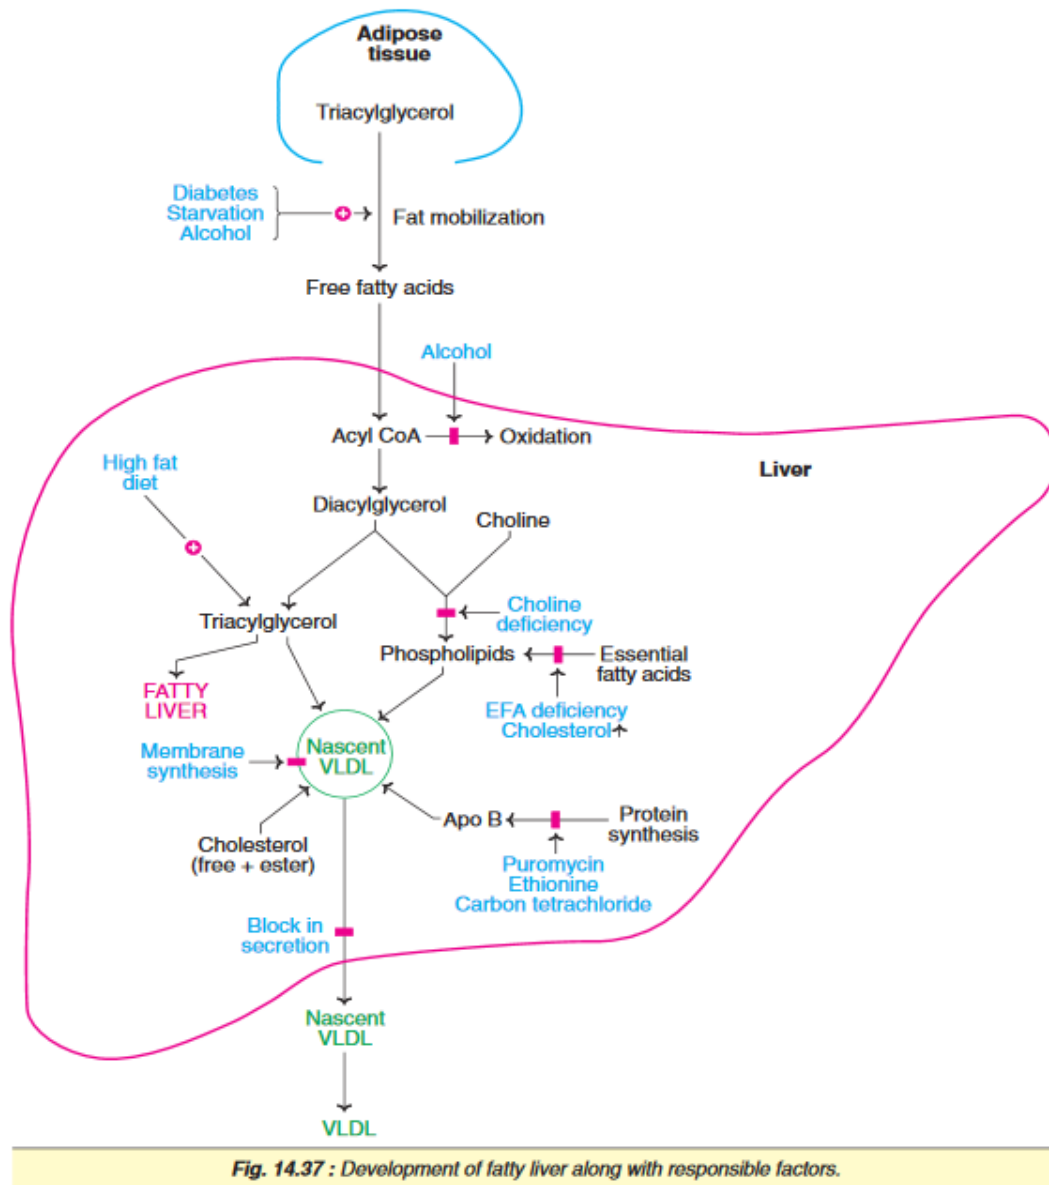 Adipose
tissue
Triacylglycerol
Diabetes
Starvation
Alcohol
+
Fat mobilization
Free fatty acids
Alcohol
Acyl CoA
Oxidation
High fat
diet
Liver
Diacylglycerol
Choline
+
Triacylglycerol
Choline
deficiency
Phospholipids
Essential
fatty acids
FATTY
LIVER
EFA deficiency
Cholesterol↑
Membrane
synthesis
Nascent
VLDL
Apo B
Protein
synthesis
Cholesterol
(free + ester)
Puromycin
Ethionine
Carbon tetrachloride
Block in
secretion
Nascent
VLDL
VLDL
Fig. 14.37 : Development of fatty liver along with responsible factors.